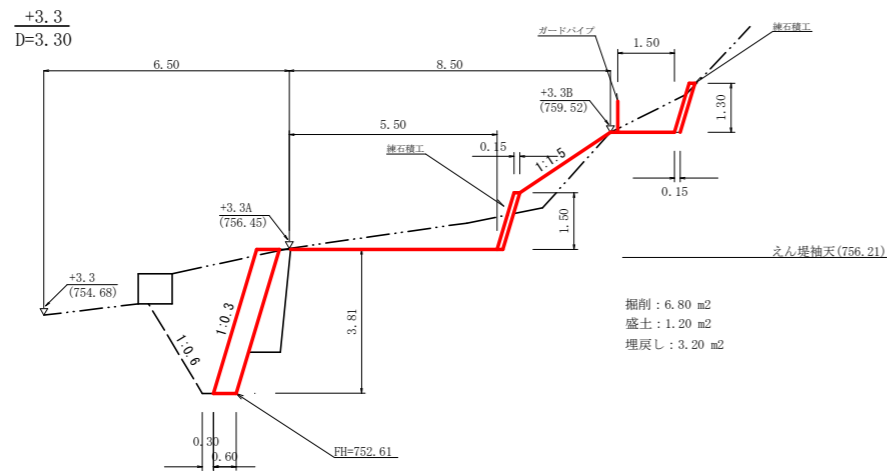 +3.3
D=3.30
ガードパイプ
練石積工
1.50
6.50
8.50
+3.3B
(759.52)
1.30
5.50
0.15
練石積工
1:1.5
0.15
+3.3A
(756.45)
1.50
えん堤袖天(756.21)
+3.3
(754.68)
1:0.3
3.81
掘削：6.80 m2
盛土：1.20 m2
埋戻し：3.20 m2
1:0.6
0.30
0.60
FH=752.61